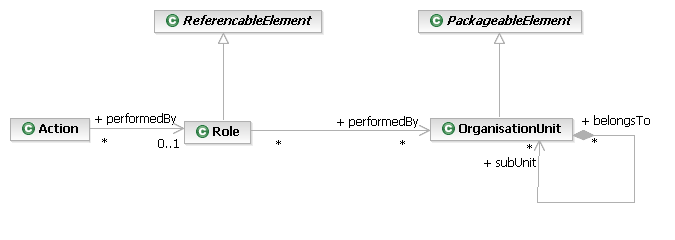 C ReferencableElement
C PackageableElement
C Action
+ performedBy
*
0..1
C Role
+ performedBy
*
*
C OrganisationUnit
+ belongsTo
*
*
+ subUnit